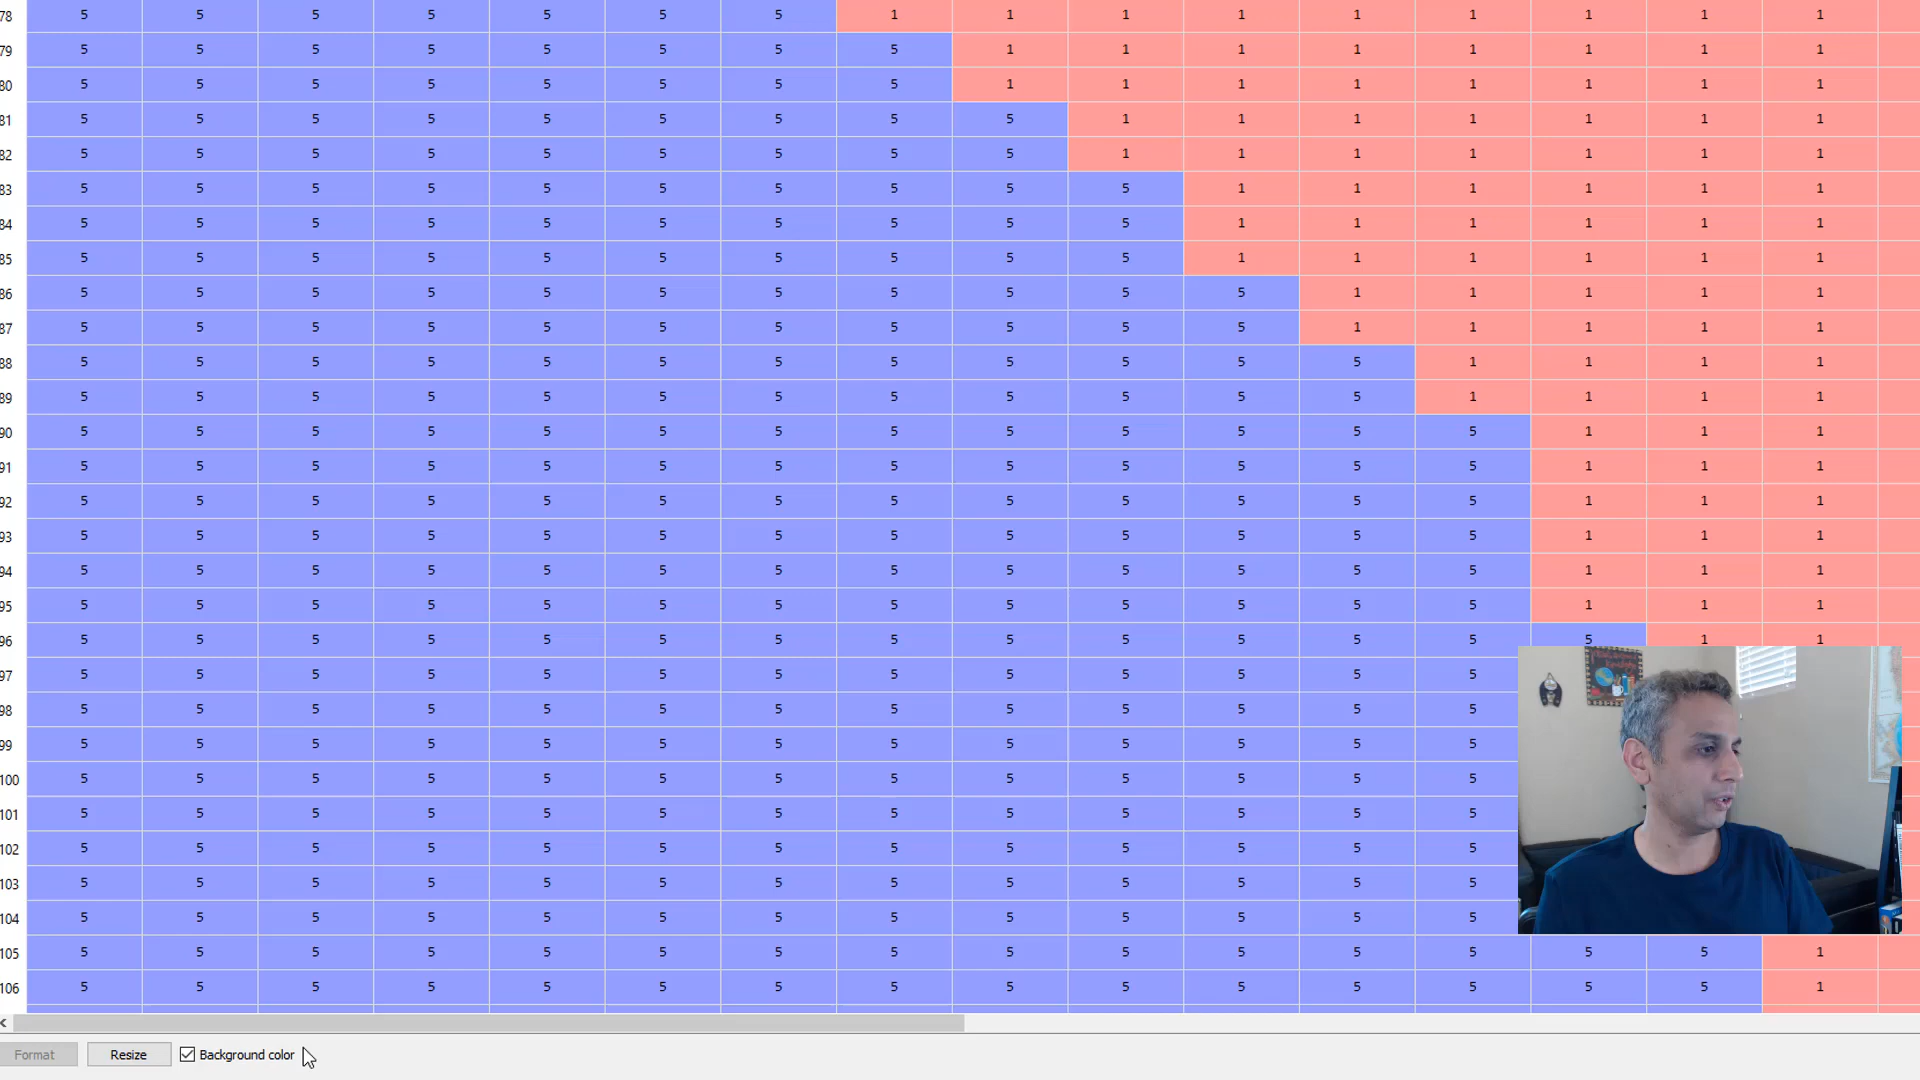 78 5 5 5 5 5 5 5 1 1 1 1 1 1 1 1 1
79 5 5 5 5 5 5 5 5 1 1 1 1 1 1 1 1
80 5 5 5 5 5 5 5 5 1 1 1 1 1 1 1 1
81 5 5 5 5 5 5 5 5 5 1 1 1 1 1 1 1
82 5 5 5 5 5 5 5 5 5 1 1 1 1 1 1 1
83 5 5 5 5 5 5 5 5 5 5 1 1 1 1 1 1
84 5 5 5 5 5 5 5 5 5 5 1 1 1 1 1 1
85 5 5 5 5 5 5 5 5 5 5 1 1 1 1 1 1
86 5 5 5 5 5 5 5 5 5 5 5 1 1 1 1 1
87 5 5 5 5 5 5 5 5 5 5 5 1 1 1 1 1
88 5 5 5 5 5 5 5 5 5 5 5 5 1 1 1 1
89 5 5 5 5 5 5 5 5 5 5 5 5 1 1 1 1
90 5 5 5 5 5 5 5 5 5 5 5 5 5 1 1 1
91 5 5 5 5 5 5 5 5 5 5 5 5 5 1 1 1
92 5 5 5 5 5 5 5 5 5 5 5 5 5 1 1 1
93 5 5 5 5 5 5 5 5 5 5 5 5 5 1 1 1
94 5 5 5 5 5 5 5 5 5 5 5 5 5 1 1 1
95 5 5 5 5 5 5 5 5 5 5 5 5 5 1 1 1
96 5 5 5 5 5 5 5 5 5 5 5 5 5 5 1 1
97 5 5 5 5 5 5 5 5 5 5 5 5 5
98 5 5 5 5 5 5 5 5 5 5 5 5 5
99 5 5 5 5 5 5 5 5 5 5 5 5 5
100 5 5 5 5 5 5 5 5 5 5 5 5 5
101 5 5 5 5 5 5 5 5 5 5 5 5 5
102 5 5 5 5 5 5 5 5 5 5 5 5 5
103 5 5 5 5 5 5 5 5 5 5 5 5 5
104 5 5 5 5 5 5 5 5 5 5 5 5 5
105 5 5 5 5 5 5 5 5 5 5 5 5 5 5 5 1
106 5 5 5 5 5 5 5 5 5 5 5 5 5 5 5 1
Format Resize Background color